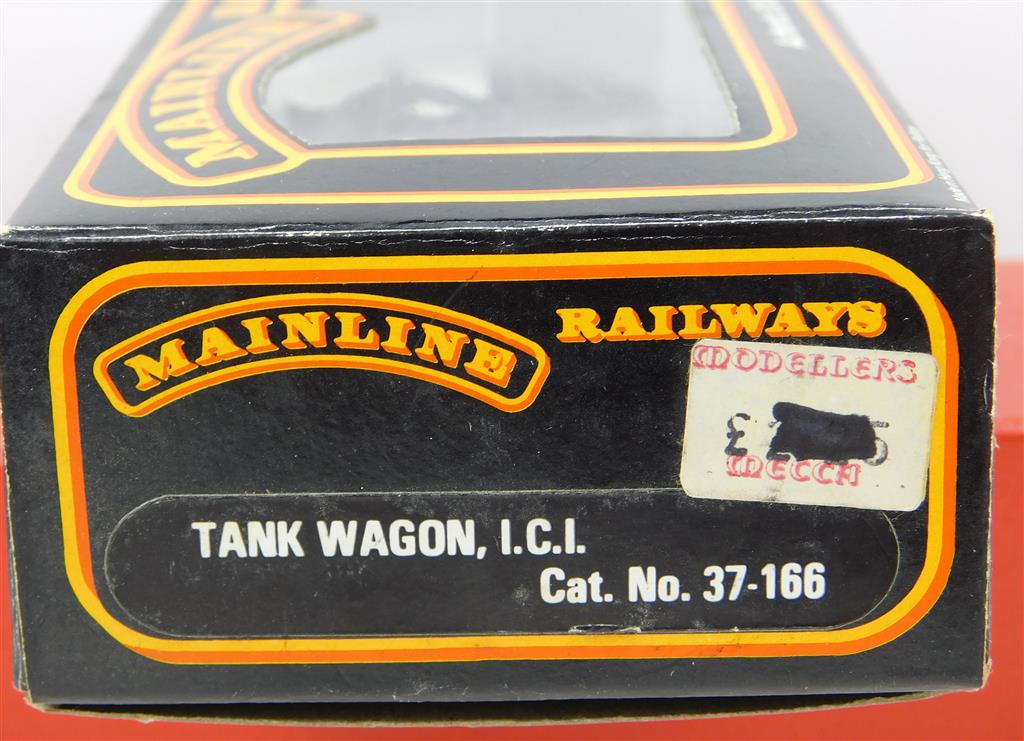 MAINLINE
MAINLINE
RAILWAYS
MODELLERS
£
MECCA
TANK WAGON, I.C.I.
Cat. No. 37-166